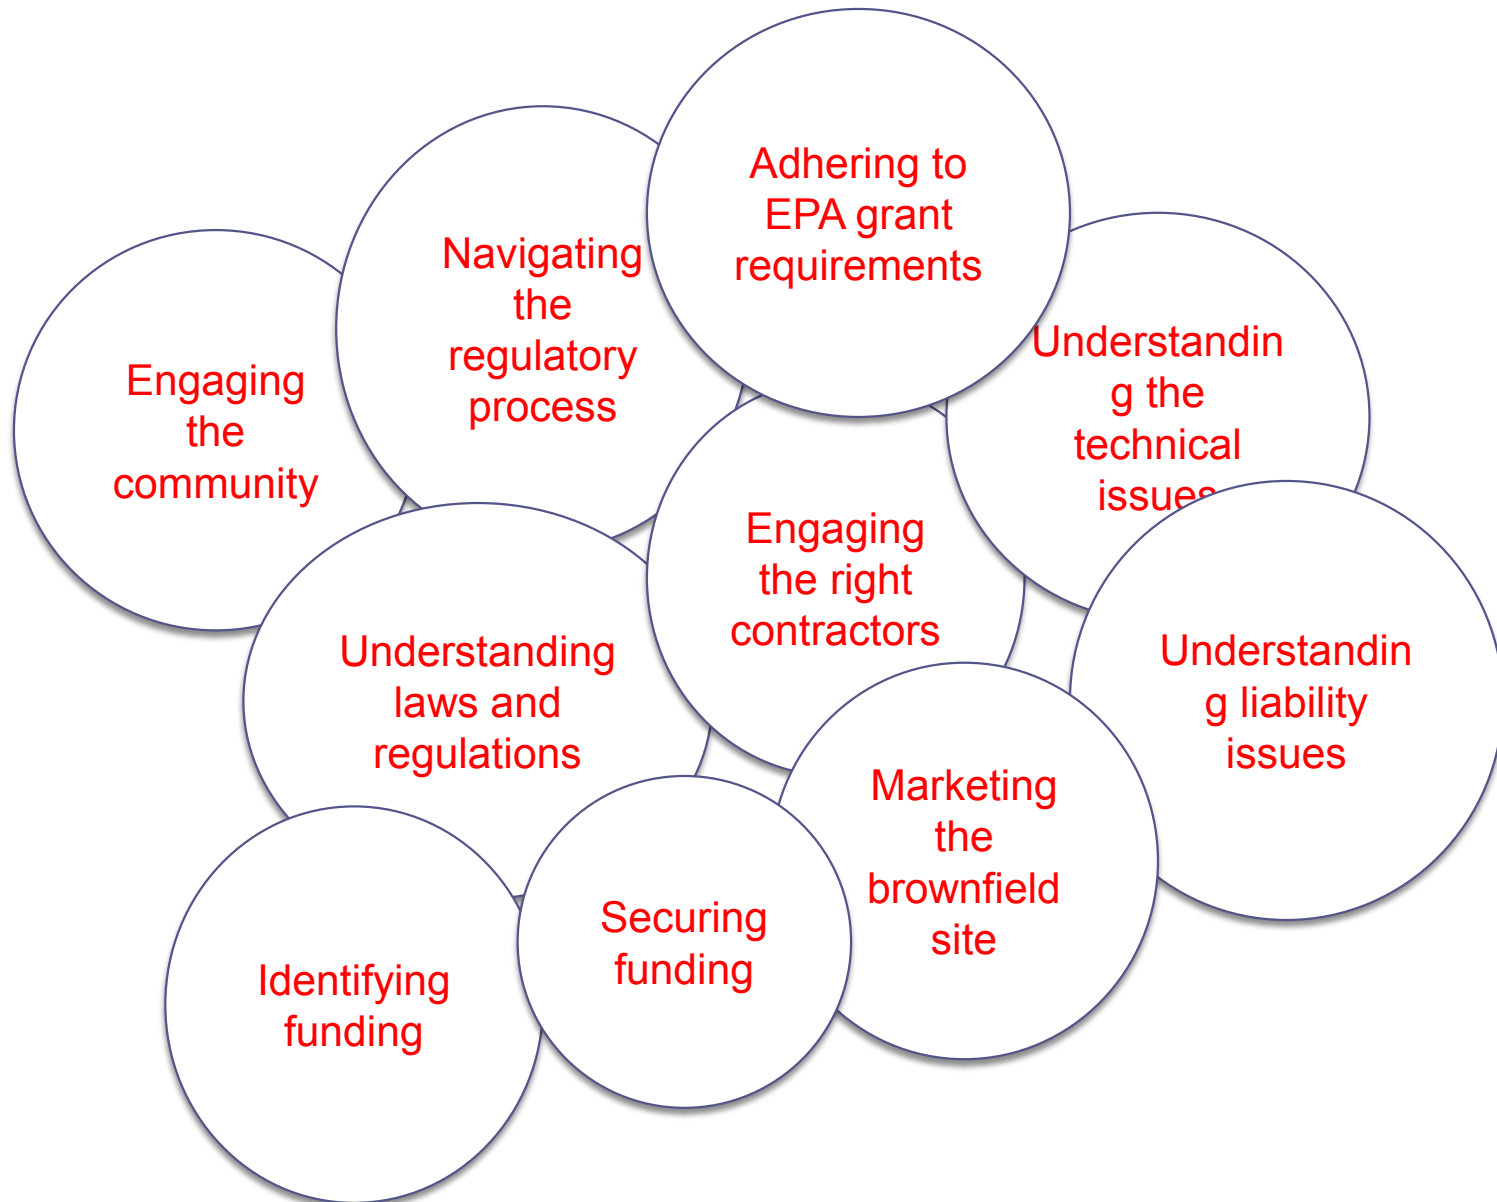 Adhering to
EPA grant
requirements
Navigating
the
regulatory
process
Understandin
g the
technical
issues
Engaging
the
community
Engaging
the right
contractors
Understanding
laws and
regulations
Understandin
g liability
issues
Marketing
the
brownfield
site
Securing
funding
Identifying
funding